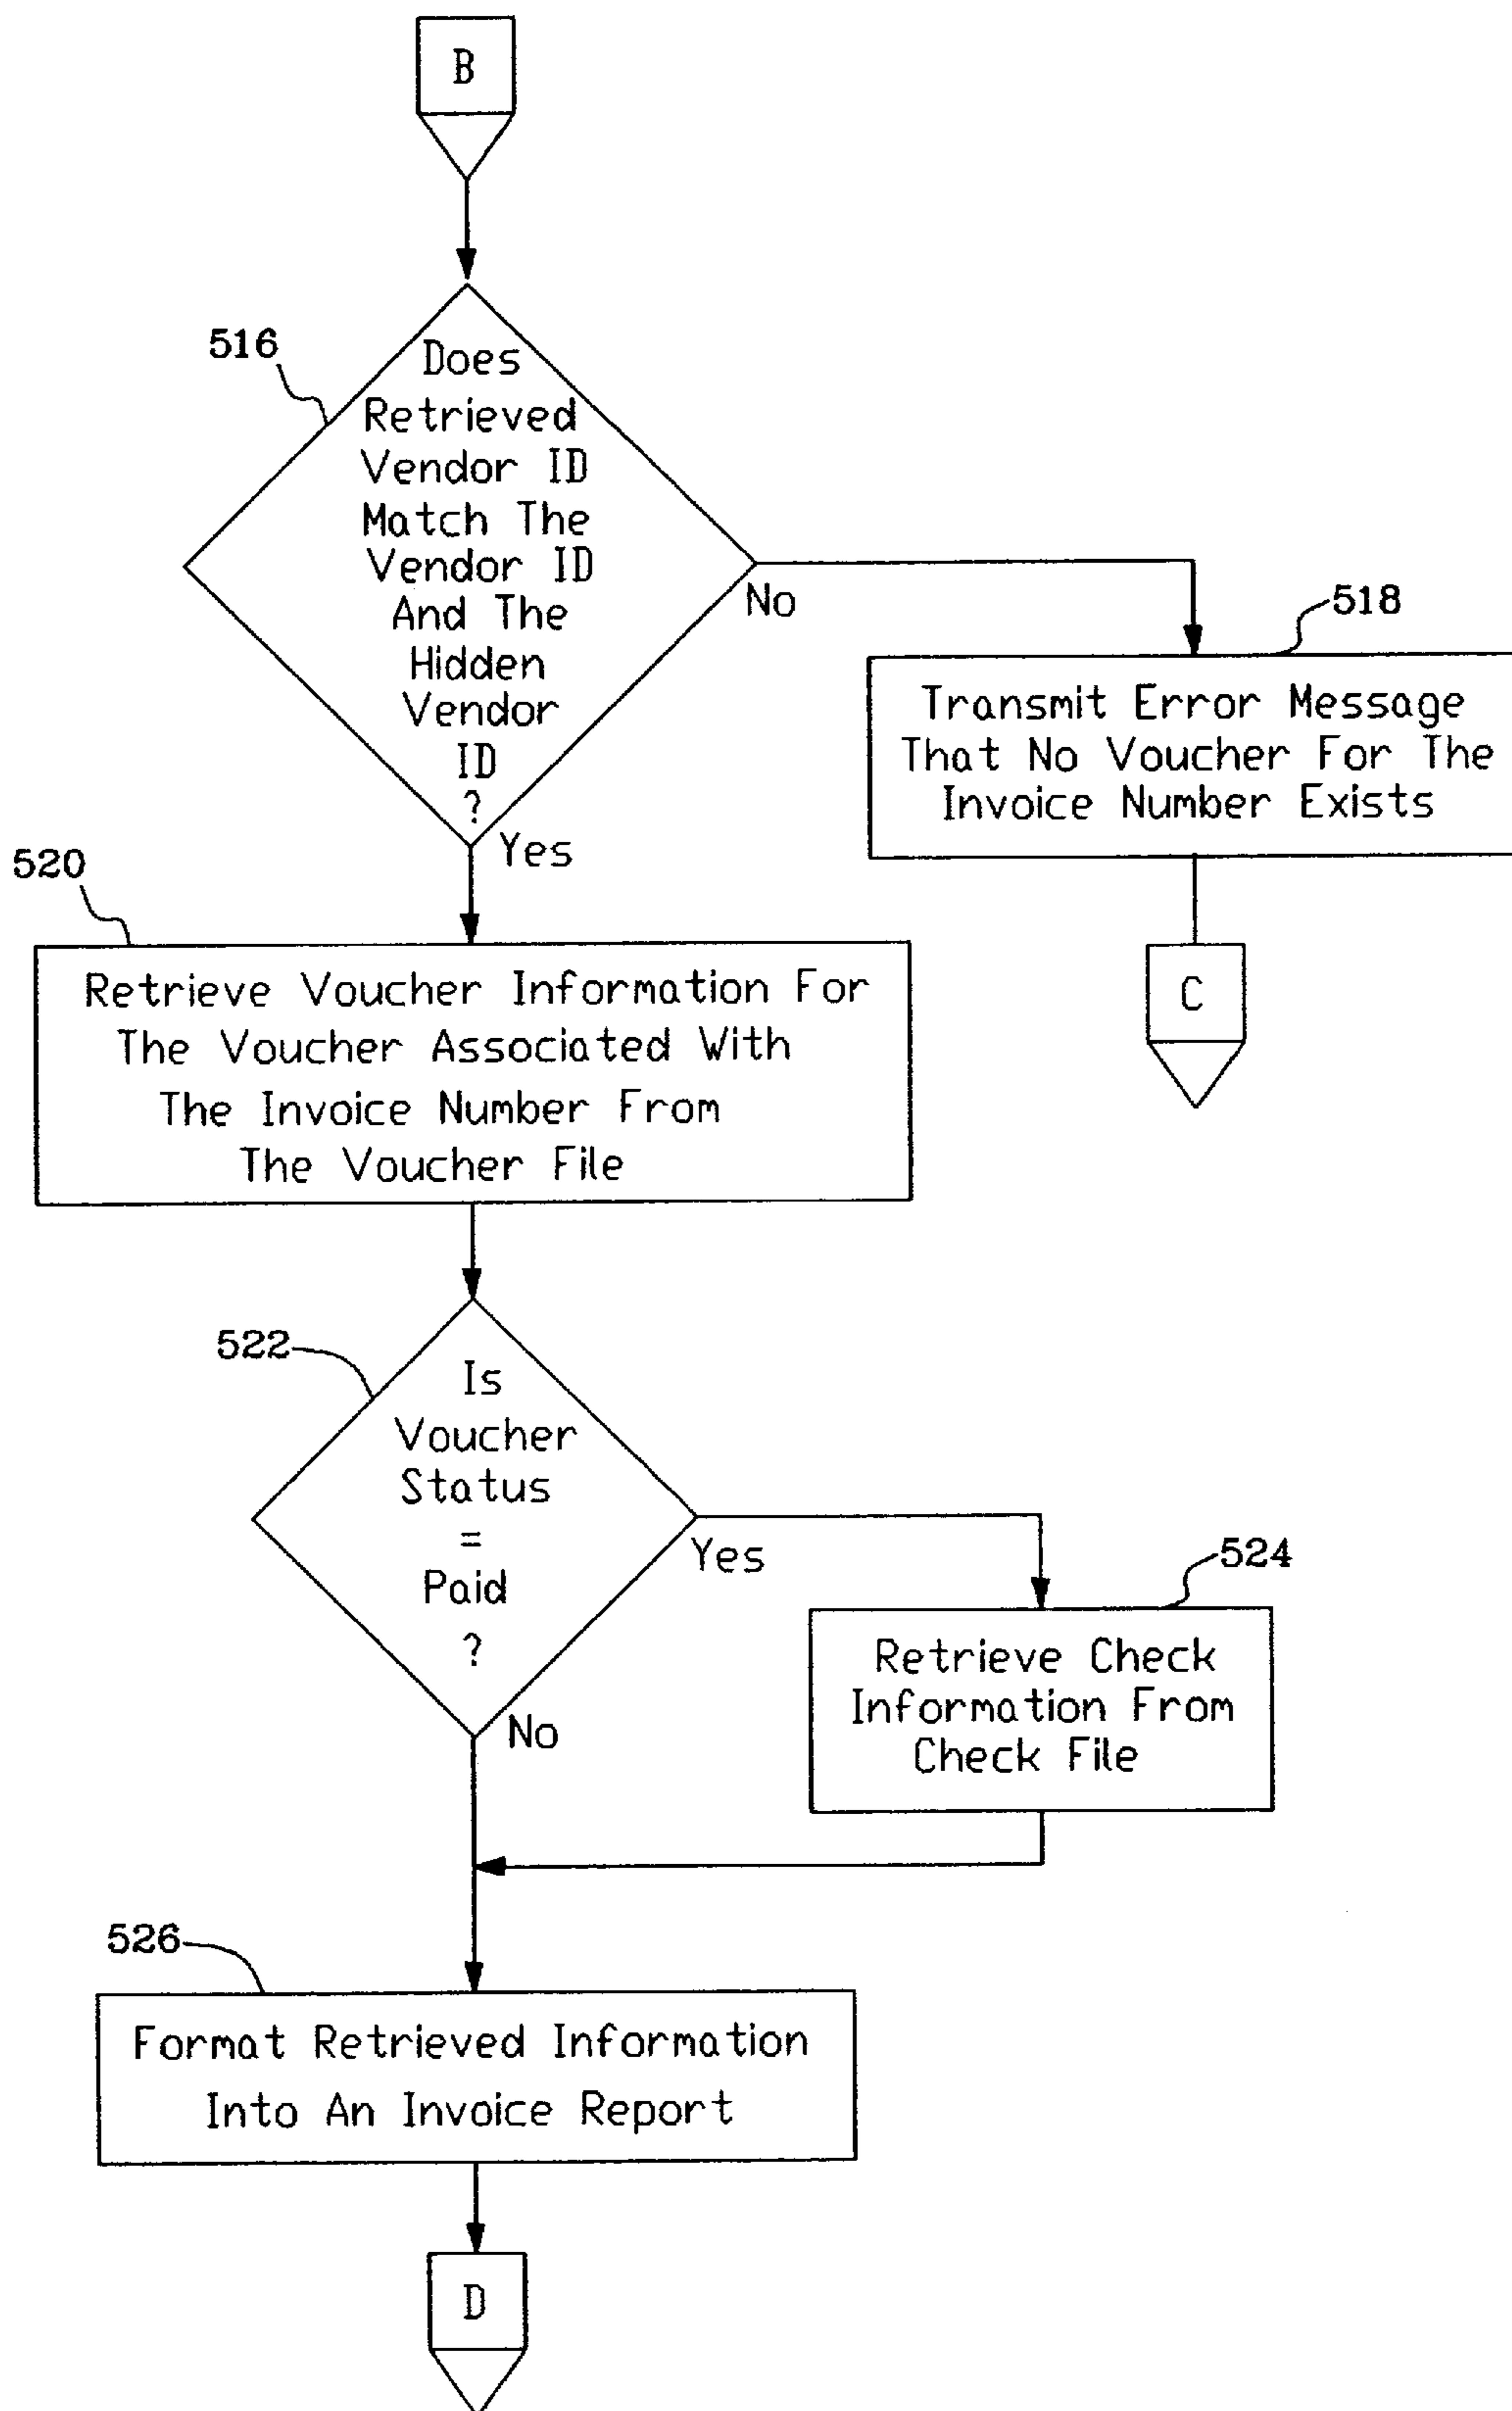 B
516
Does
Retrieved
Vendor ID
Match The
Vendor ID
And The
Hidden
Vendor
ID
?
No
Yes
518
Transmit Error Message
That No Voucher For The
Invoice Number Exists
C
520
Retrieve Voucher Information For
The Voucher Associated With
The Invoice Number From
The Voucher File
522
Is
Voucher
Status
=
Paid
?
Yes
No
524
Retrieve Check
Information From
Check File
526
Format Retrieved Information
Into An Invoice Report
D